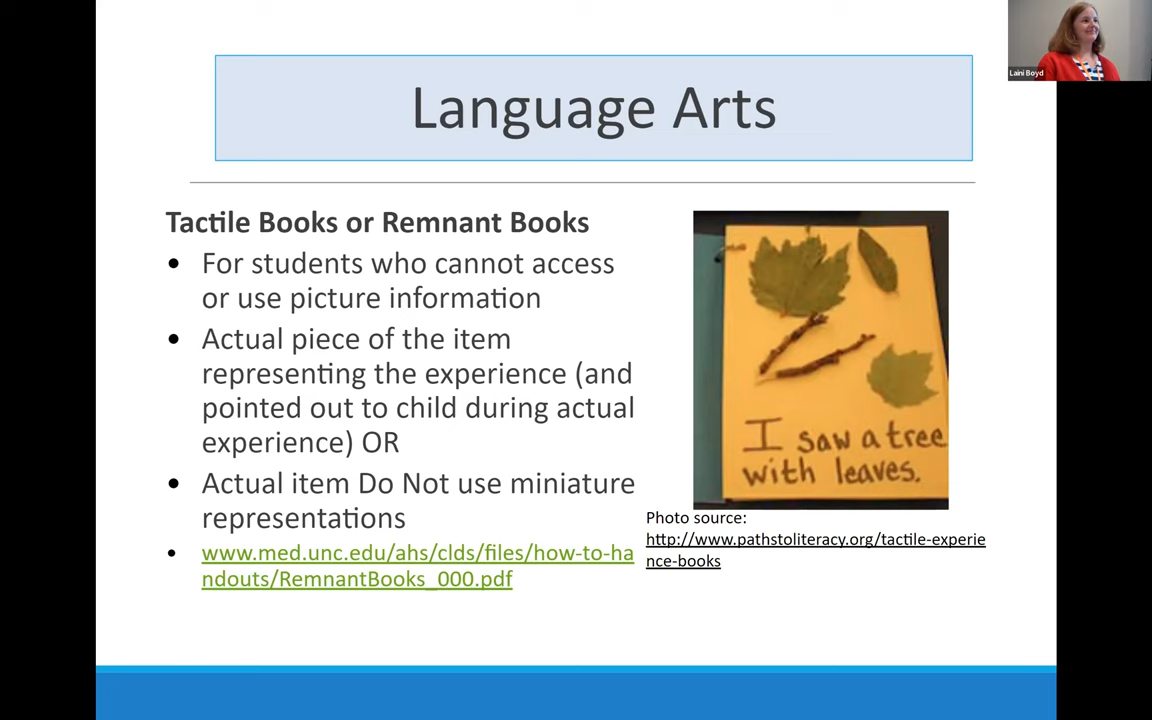 Laini Boyd
Language Arts
Tactile Books or Remnant Books
• For students who cannot access
or use picture information
• Actual piece of the item
representing the experience (and
pointed out to child during actual
experience) OR
• Actual item Do Not use miniature
representations
• www.med.unc.edu/ahs/clds/files/how-to-ha
ndouts/RemnantBooks_000.pdf
I saw a tree
with leaves.
Photo source:
http://www.pathstoliteracy.org/tactile-experie
nce-books